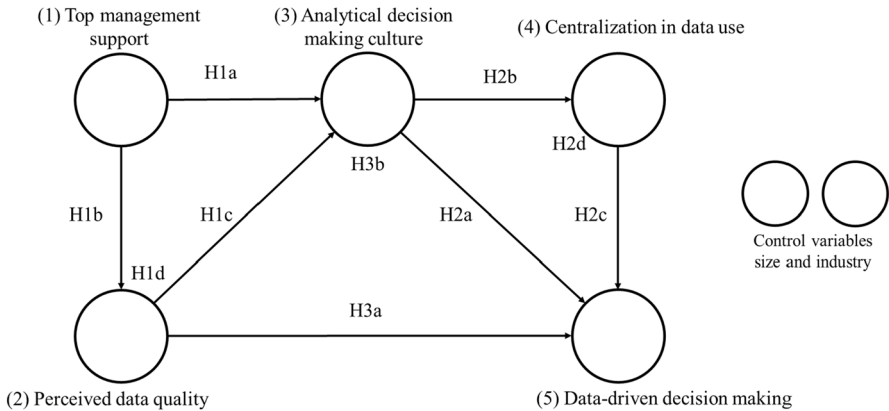 (1) Top management
support
(3) Analytical decision
making culture
(4) Centralization in data use
H1a
H2b
H2d
H3b
H1b
H1c
H2a
H2c
H1d
H3a
Control variables
size and industry
(2) Perceived data quality
(5) Data-driven decision making